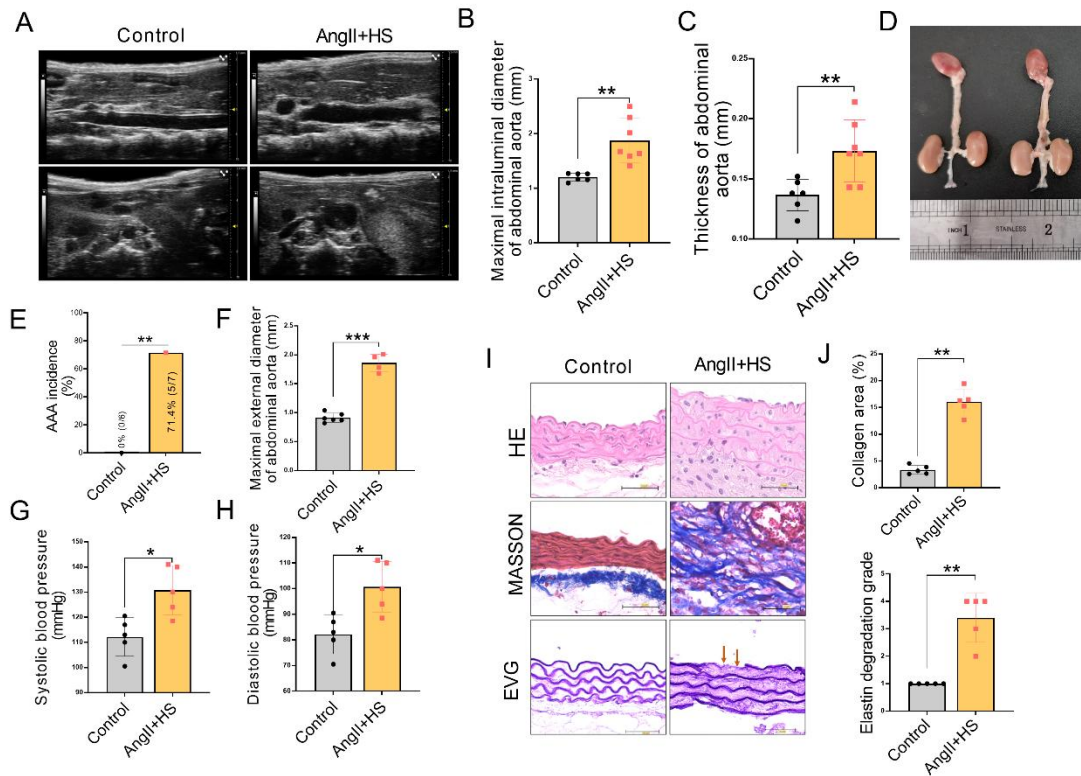 A
Control
AngII+HS
B
Maximal intraluminal diameter
of abdominal aorta (mm)
3
2
1
0
**
Control
AngII+HS
C
Thickness of abdominal
aorta (mm)
0.25
0.20
0.15
0.10
**
Control
AngII+HS
D
INCH 1 STAINLESS 2
E
AAA incidence
(%)
80
60
40
20
0
**
0% (0/6)
71.4% (5/7)
Control
AngII+HS
F
Maximal external diameter
of abdominal aorta (mm)
2.5
2.0
1.5
1.0
0.5
0.0
***
Control
AngII+HS
G
Systolic blood pressure
(mmHg)
150
140
130
120
110
100
90
*
Control
AngII+HS
H
Diastolic blood pressure
(mmHg)
120
100
80
60
*
Control
AngII+HS
I
Control
AngII+HS
HE
MASSON
EVG
J
Collagen area (%)
25
20
15
10
5
0
**
Control
AngII+HS
Elastin degradation grade
5
4
3
2
1
0
**
Control
AngII+HS